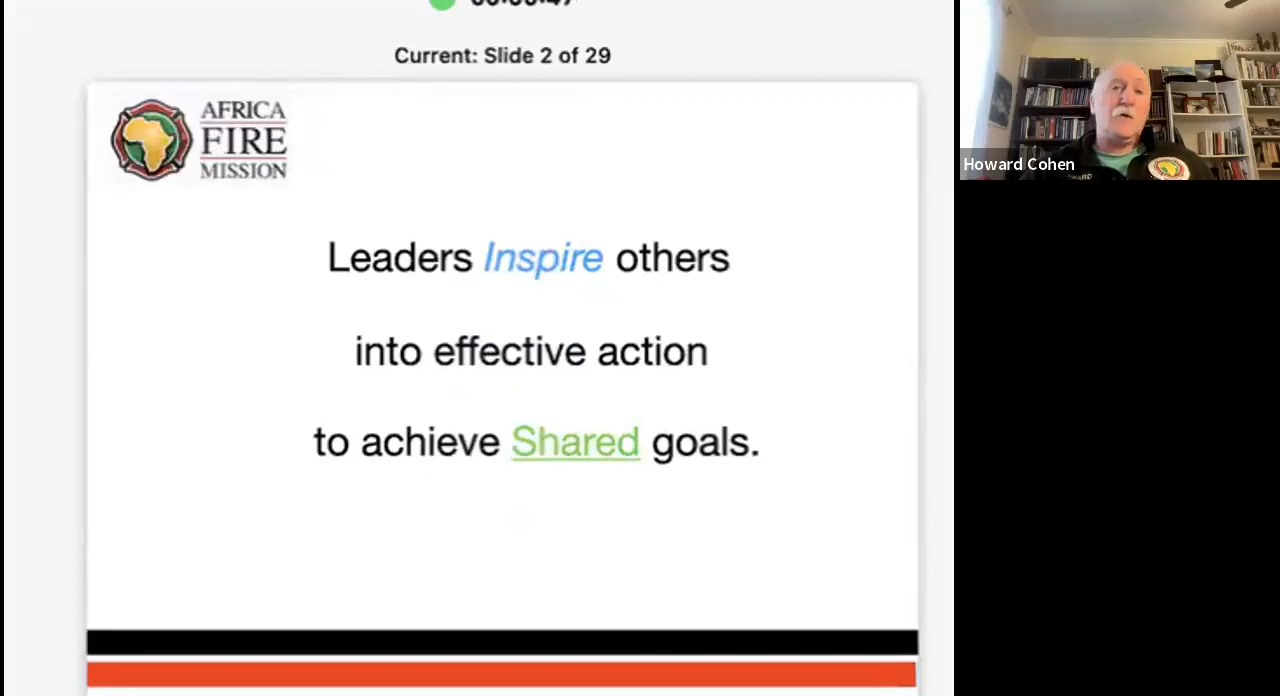 Current: Slide 2 of 29
AFRICA
FIRE
MISSION
Leaders Inspire others
into effective action
to achieve Shared goals.
Howard Cohen